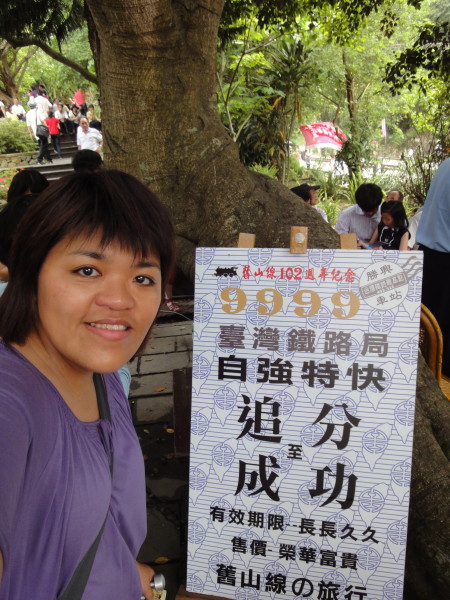 舊山線102週年紀念
勝興
車站
9999
臺灣鐵路局
自強特快
追分
至
成功
有效期限--長長久久
售價-榮華富貴
舊山線の旅行